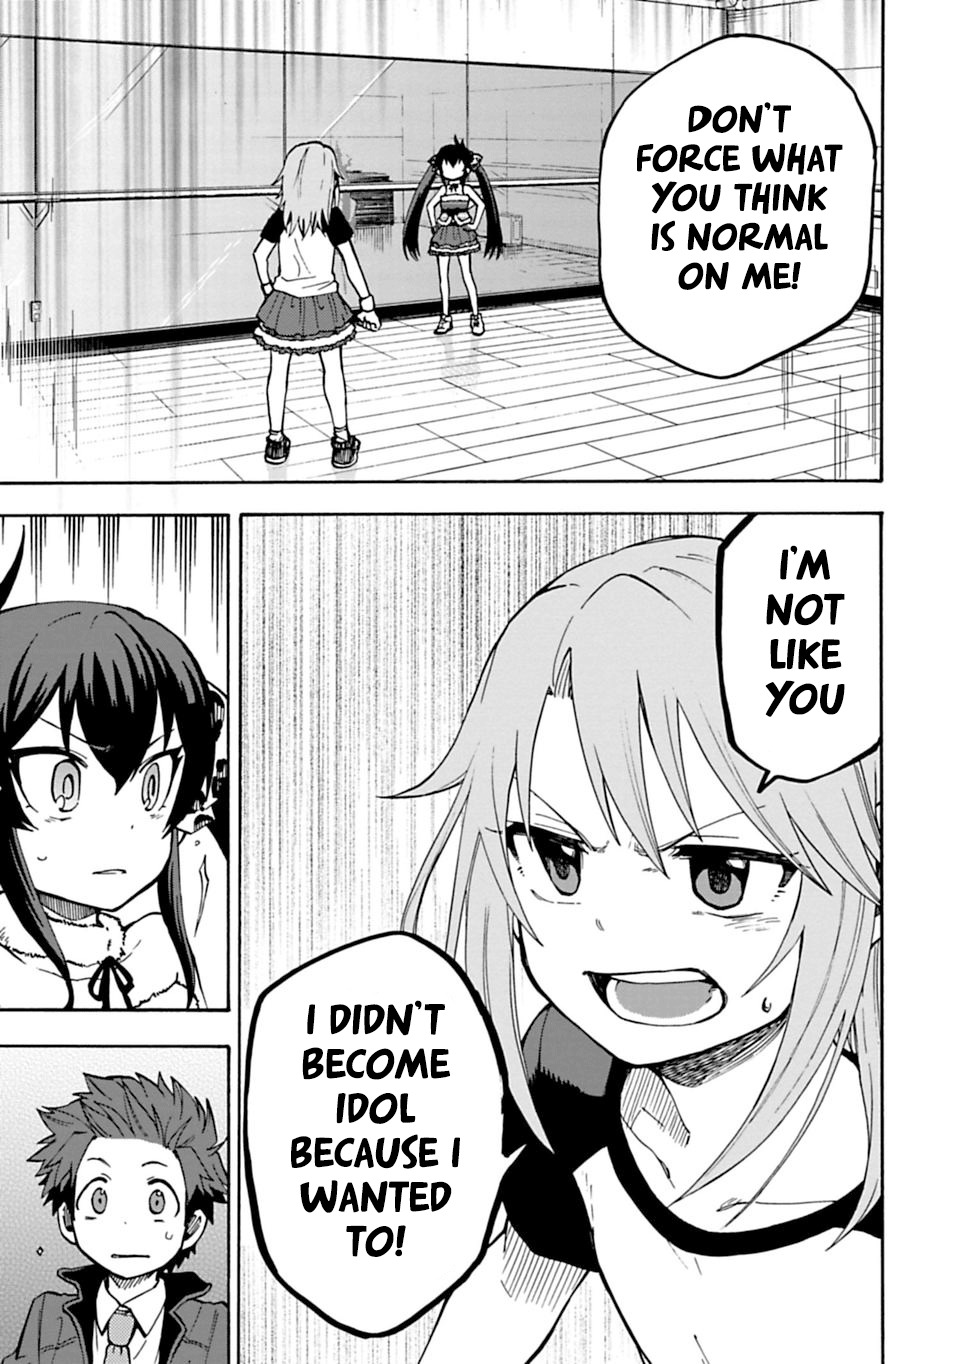 DON'T
FORCE WHAT
YOU THINK
IS NORMAL
ON ME!
I'M
NOT
LIKE
YOU
I DIDN'T
BECOME
IDOL
BECAUSE I
WANTED
TO!